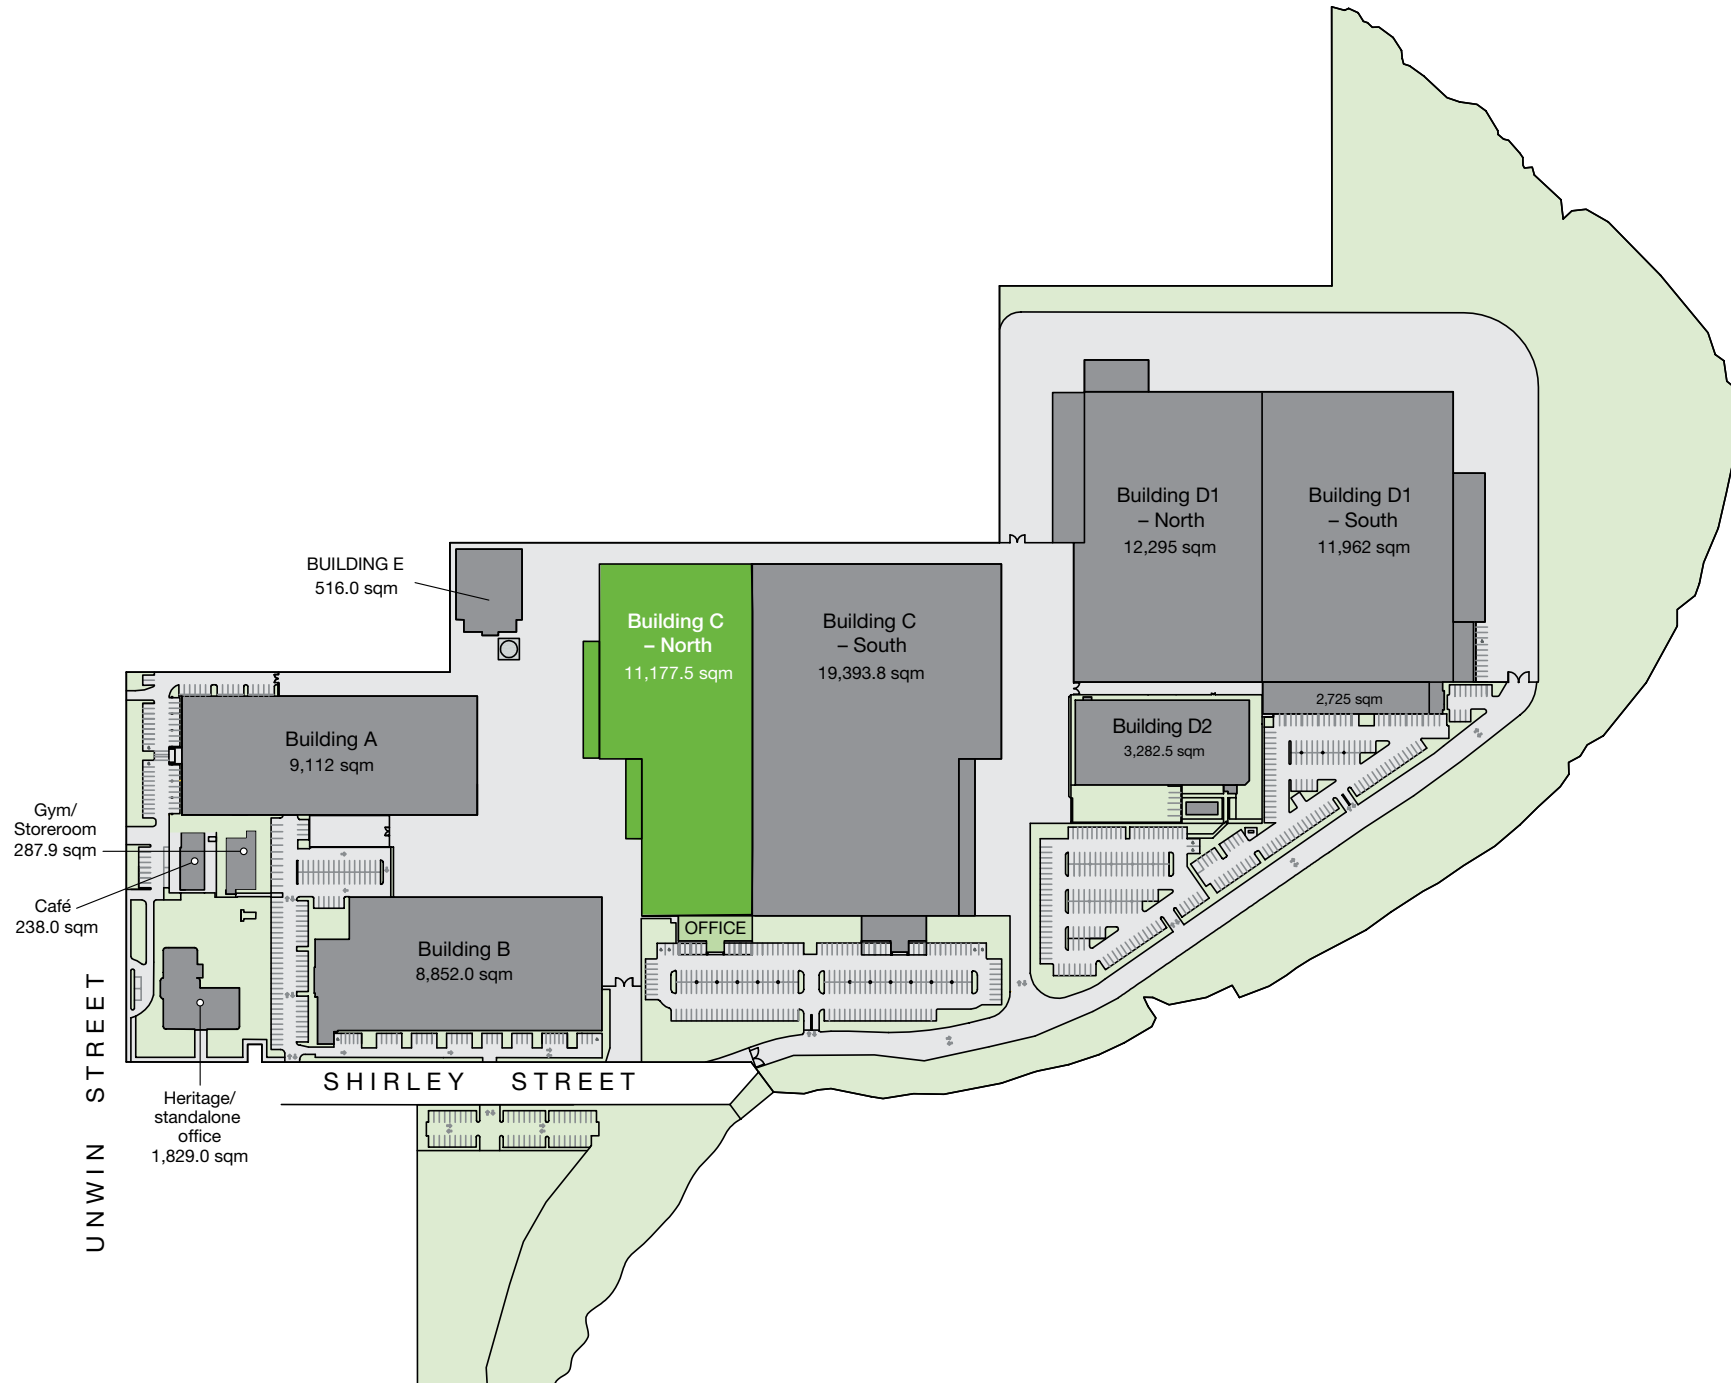 Building D1
– North
12,295 sqm
Building D1
– South
11,962 sqm
BUILDING E
516.0 sqm
Building C
– North
11,177.5 sqm
Building C
– South
19,393.8 sqm
2,725 sqm
Building D2
3,282.5 sqm
Building A
9,112 sqm
Gym/
Storeroom
287.9 sqm
Café
238.0 sqm
OFFICE
Building B
8,852.0 sqm
SHIRLEY STREET
Heritage/
standalone
office
1,829.0 sqm
UNWIN STREET